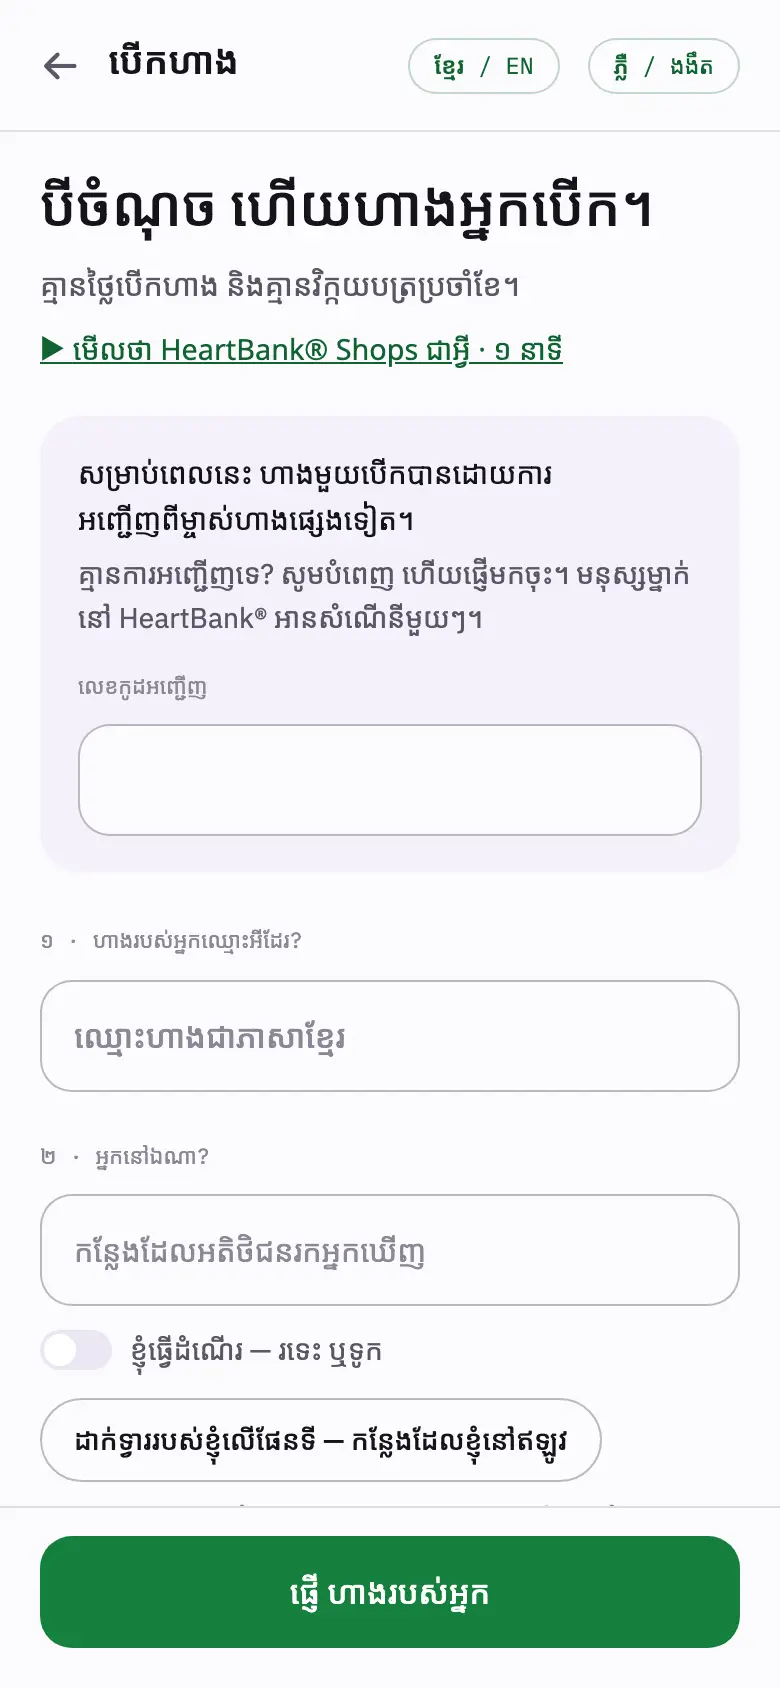 បើកហាង
ខ្មែរ / EN
ភ្លឺ / ងងឹត
បីចំណុច ហើយហាងអ្នកបើក។
គ្មានថ្លៃបើកហាង និងគ្មានវិក្កយបត្រប្រចាំខែ។
▶ មើលថា HeartBank® Shops ជាអ្វី · ១ នាទី
សម្រាប់ពេលនេះ ហាងមួយបើកបានដោយការ
អញ្ជើញពីម្ចាស់ហាងផ្សេងទៀត។
គ្មានការអញ្ជើញទេ? សូមបំពេញ ហើយផ្ញើមកចុះ។ មនុស្សម្នាក់
នៅ HeartBank® អានសំណើនីមួយៗ។
លេខកូដអញ្ជើញ
១ · ហាងរបស់អ្នកឈ្មោះអីដែរ?
ឈ្មោះហាងជាភាសាខ្មែរ
២ · អ្នកនៅឯណា?
កន្លែងដែលអតិថិជនរកអ្នកឃើញ
ខ្ញុំធ្វើដំណើរ — រទេះ ឬទូក
ដាក់ទ្វាររបស់ខ្ញុំលើផែនទី — កន្លែងដែលខ្ញុំនៅឥឡូវ
ផ្ញើ ហាងរបស់អ្នក